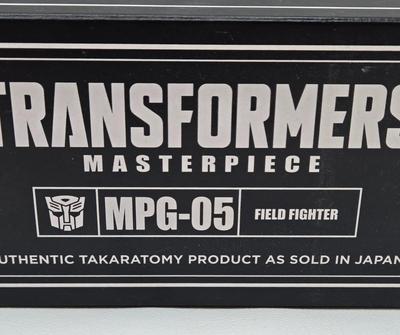 TRANSFORMERS
MASTERPIECE
MPG-05 FIELD FIGHTER
AUTHENTIC TAKARATOMY PRODUCT AS SOLD IN JAPAN